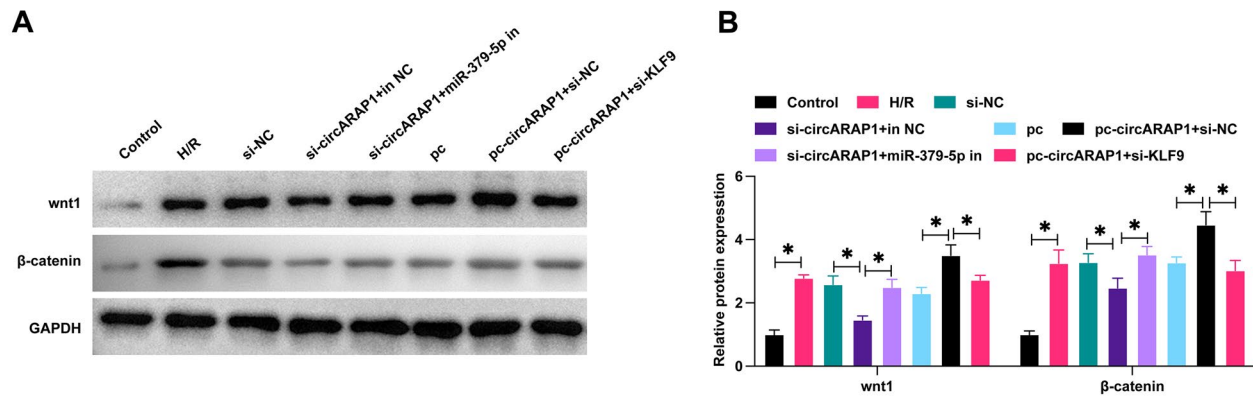 A
Control
H/R
si-NC
si-circARAP1+in NC
si-circARAP1+miR-379-5p in
pc
pc-circARAP1+si-NC
pc-circARAP1+si-KLF9
wnt1
β-catenin
GAPDH
B
Control H/R si-NC
si-circARAP1+in NC pc pc-circARAP1+si-NC
si-circARAP1+miR-379-5p in pc-circARAP1+si-KLF9
Relative protein experesstion
6
4
2
0
* * * * * * * * * *
wnt1 β-catenin